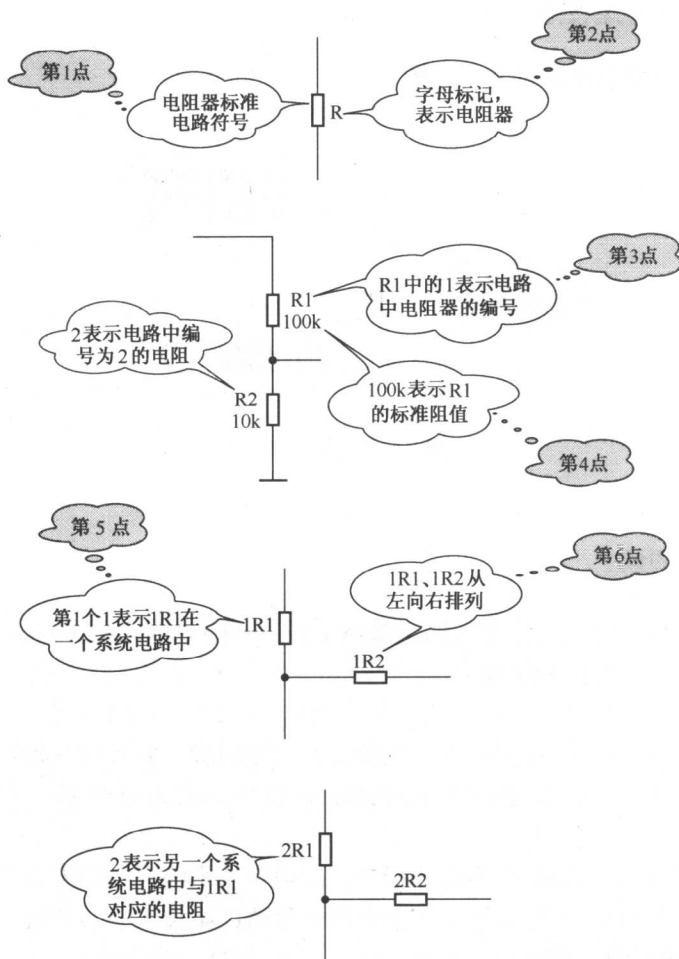 第1点
第2点
电阻器标准
电路符号
R
字母标记，
表示电阻器
第3点
R1
100k
R1中的1表示电路
中电阻器的编号
2表示电路中编
号为2的电阻
R2
10k
100k表示R1
的标准阻值
第4点
第5点
第6点
第1个1表示1R1在
一个系统电路中
1R1
1R1、1R2从
左向右排列
1R2
2表示另一个系
统电路中与1R1
对应的电阻
2R1
2R2